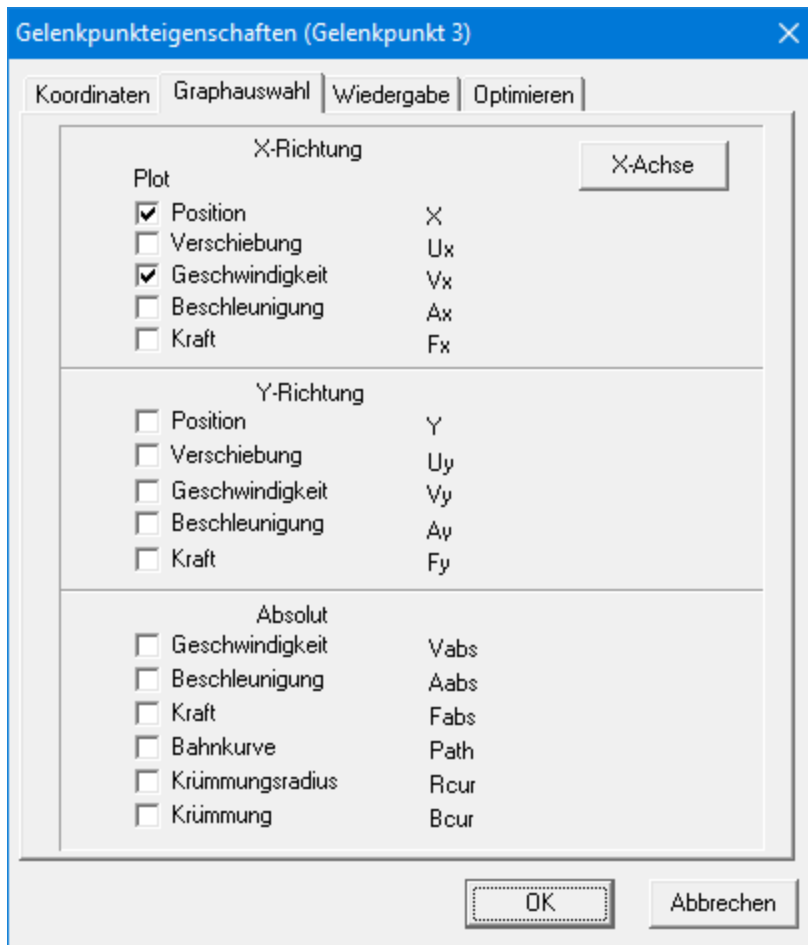 Gelenkpunkteigenschaften (Gelenkpunkt 3)
Koordinaten Graphauswahl Wiedergabe Optimieren
X-Richtung
X-Achse
Plot
Position X
Verschiebung Ux
Geschwindigkeit Vx
Beschleunigung Ax
Kraft Fx
Y-Richtung
Position Y
Verschiebung Uy
Geschwindigkeit Vy
Beschleunigung Ay
Kraft Fy
Absolut
Geschwindigkeit Vabs
Beschleunigung Aabs
Kraft Fabs
Bahnkurve Path
Krümmungsradius Rcur
Krümmung Bcur
OK Abbrechen